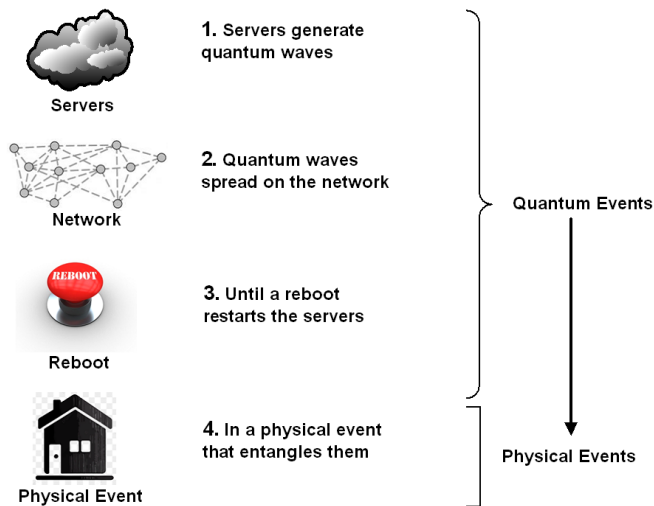 1. Servers generate
quantum waves
Servers
2. Quantum waves
spread on the network
Network
Quantum Events
REBOOT
3. Until a reboot
restarts the servers
Reboot
4. In a physical event
that entangles them
Physical Event
Physical Events